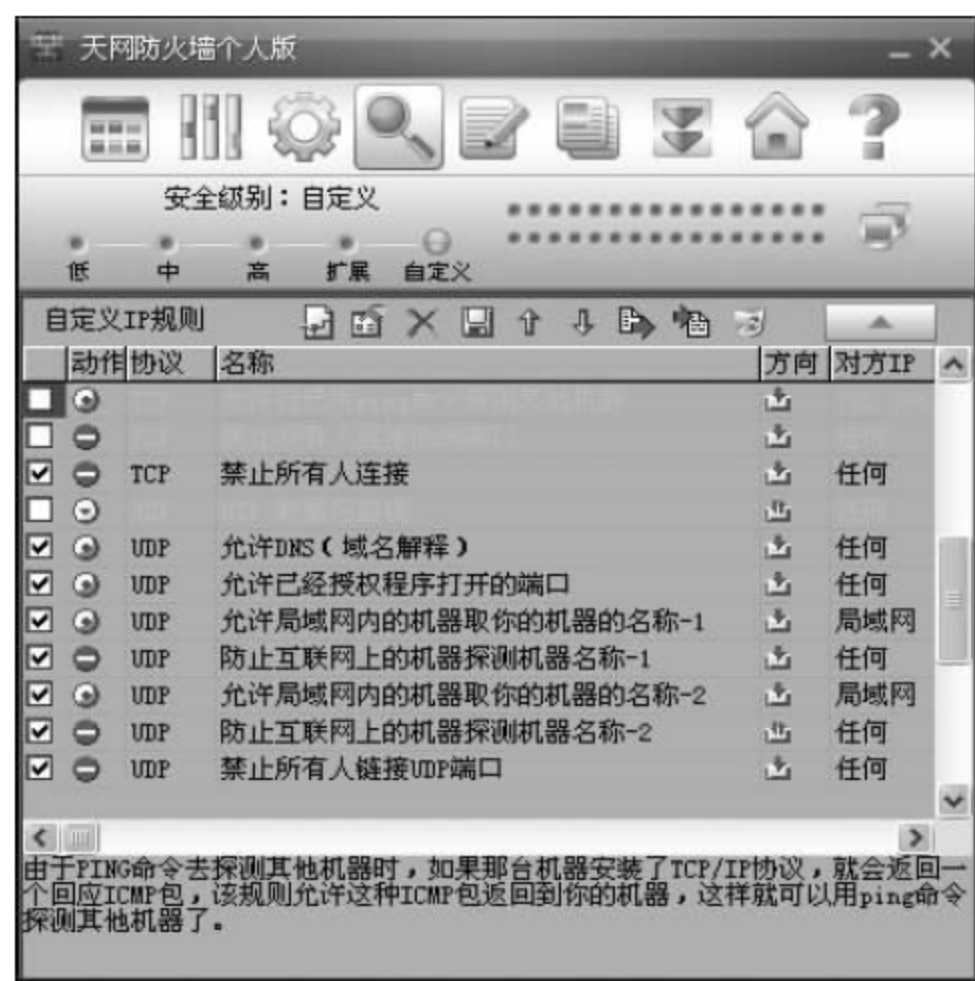 天网防火墙个人版
安全级别：自定义
低 中 高 扩展 自定义
自定义IP规则
动作 协议 名称 方向 对方IP
TCP 禁止所有人连接 任何
UDP 允许DNS(域名解释) 任何
UDP 允许已经授权程序打开的端口 任何
UDP 允许局域网内的机器取你的机器的名称-1 局域网
UDP 防止互联网上的机器探测机器名称-1 任何
UDP 允许局域网内的机器取你的机器的名称-2 局域网
UDP 防止互联网上的机器探测机器名称-2 任何
UDP 禁止所有人链接UDP端口 任何
由于PING命令去探测其他机器时，如果那台机器安装了TCP/IP协议，就会返回一
个回应ICMP包，该规则允许这种ICMP包返回到你的机器，这样就可以用ping命令
探测其他机器了。